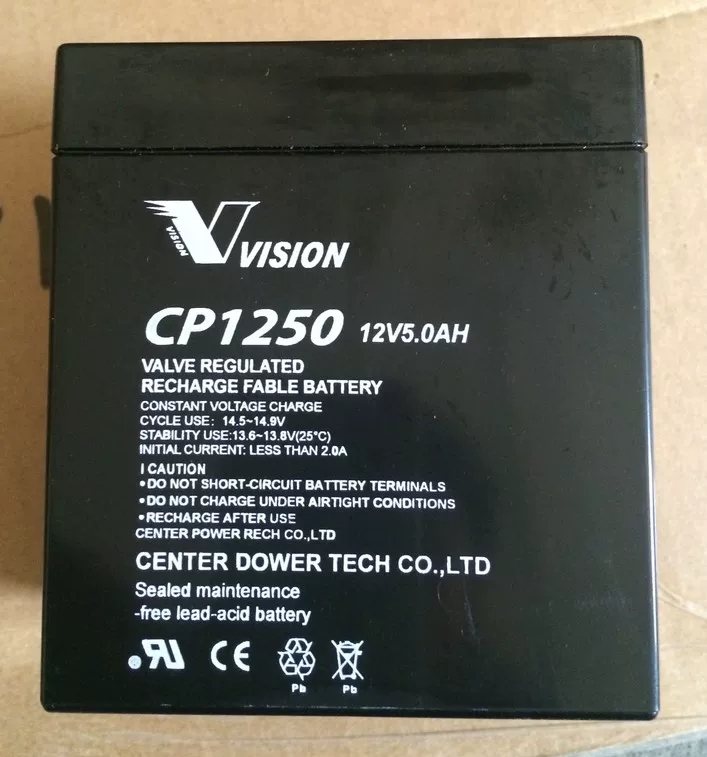 VISION
VISION
CP1250 12V5.0AH
VALVE REGULATED
RECHARGE FABLE BATTERY
CONSTANT VOLTAGE CHARGE
CYCLE USE: 14.5~14.9V
STABILITY USE:13.6~13.8V(25°C)
INITIAL CURRENT: LESS THAN 2.0A
I CAUTION
•DO NOT SHORT-CIRCUIT BATTERY TERMINALS
•DO NOT CHARGE UNDER AIRTIGHT CONDITIONS
•RECHARGE AFTER USE
CENTER POWER RECH CO.,LTD
CENTER DOWER TECH CO.,LTD
Sealed maintenance
-free lead-acid battery
® RU CE
Pb Pb